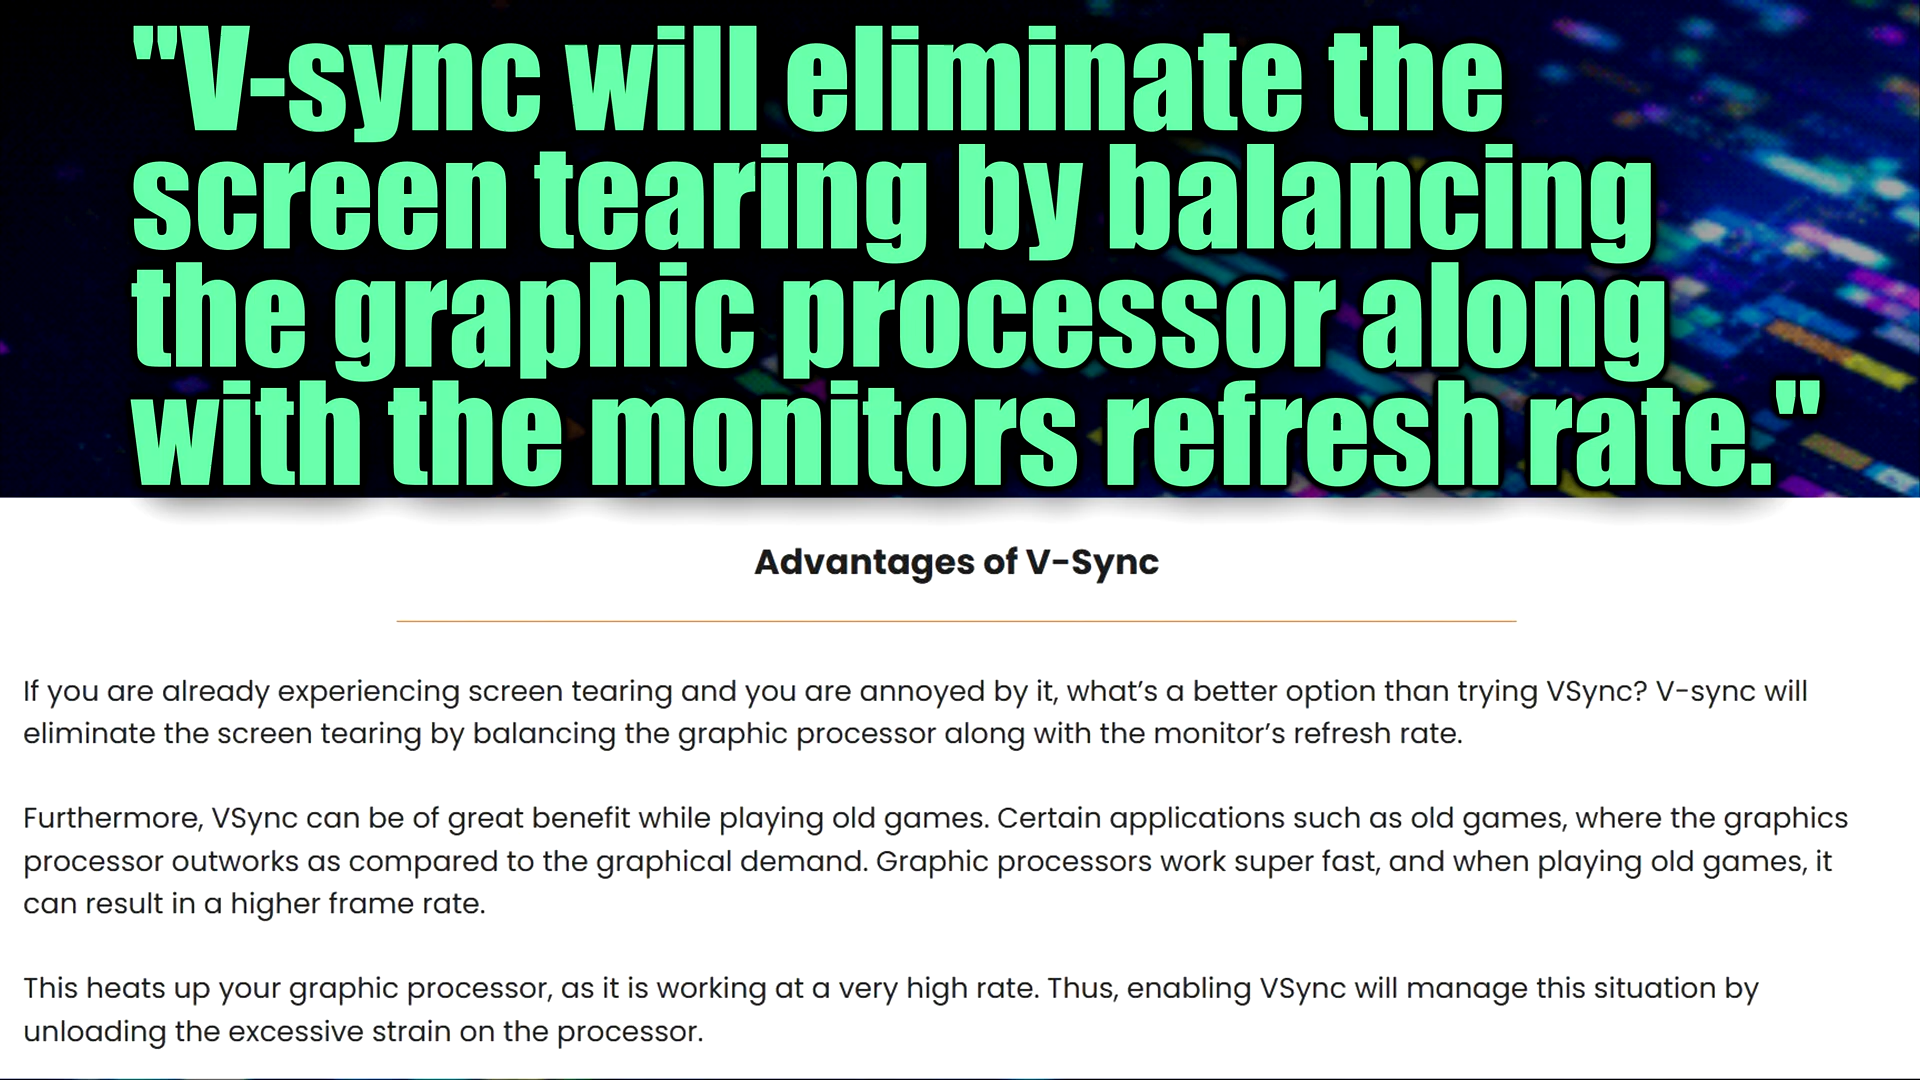 "V-sync will eliminate the
screen tearing by balancing
the graphic processor along
with the monitors refresh rate."
Advantages of V-Sync
If you are already experiencing screen tearing and you are annoyed by it, what’s a better option than trying VSync? V-sync will
eliminate the screen tearing by balancing the graphic processor along with the monitor’s refresh rate.
Furthermore, VSync can be of great benefit while playing old games. Certain applications such as old games, where the graphics
processor outworks as compared to the graphical demand. Graphic processors work super fast, and when playing old games, it
can result in a higher frame rate.
This heats up your graphic processor, as it is working at a very high rate. Thus, enabling VSync will manage this situation by
unloading the excessive strain on the processor.